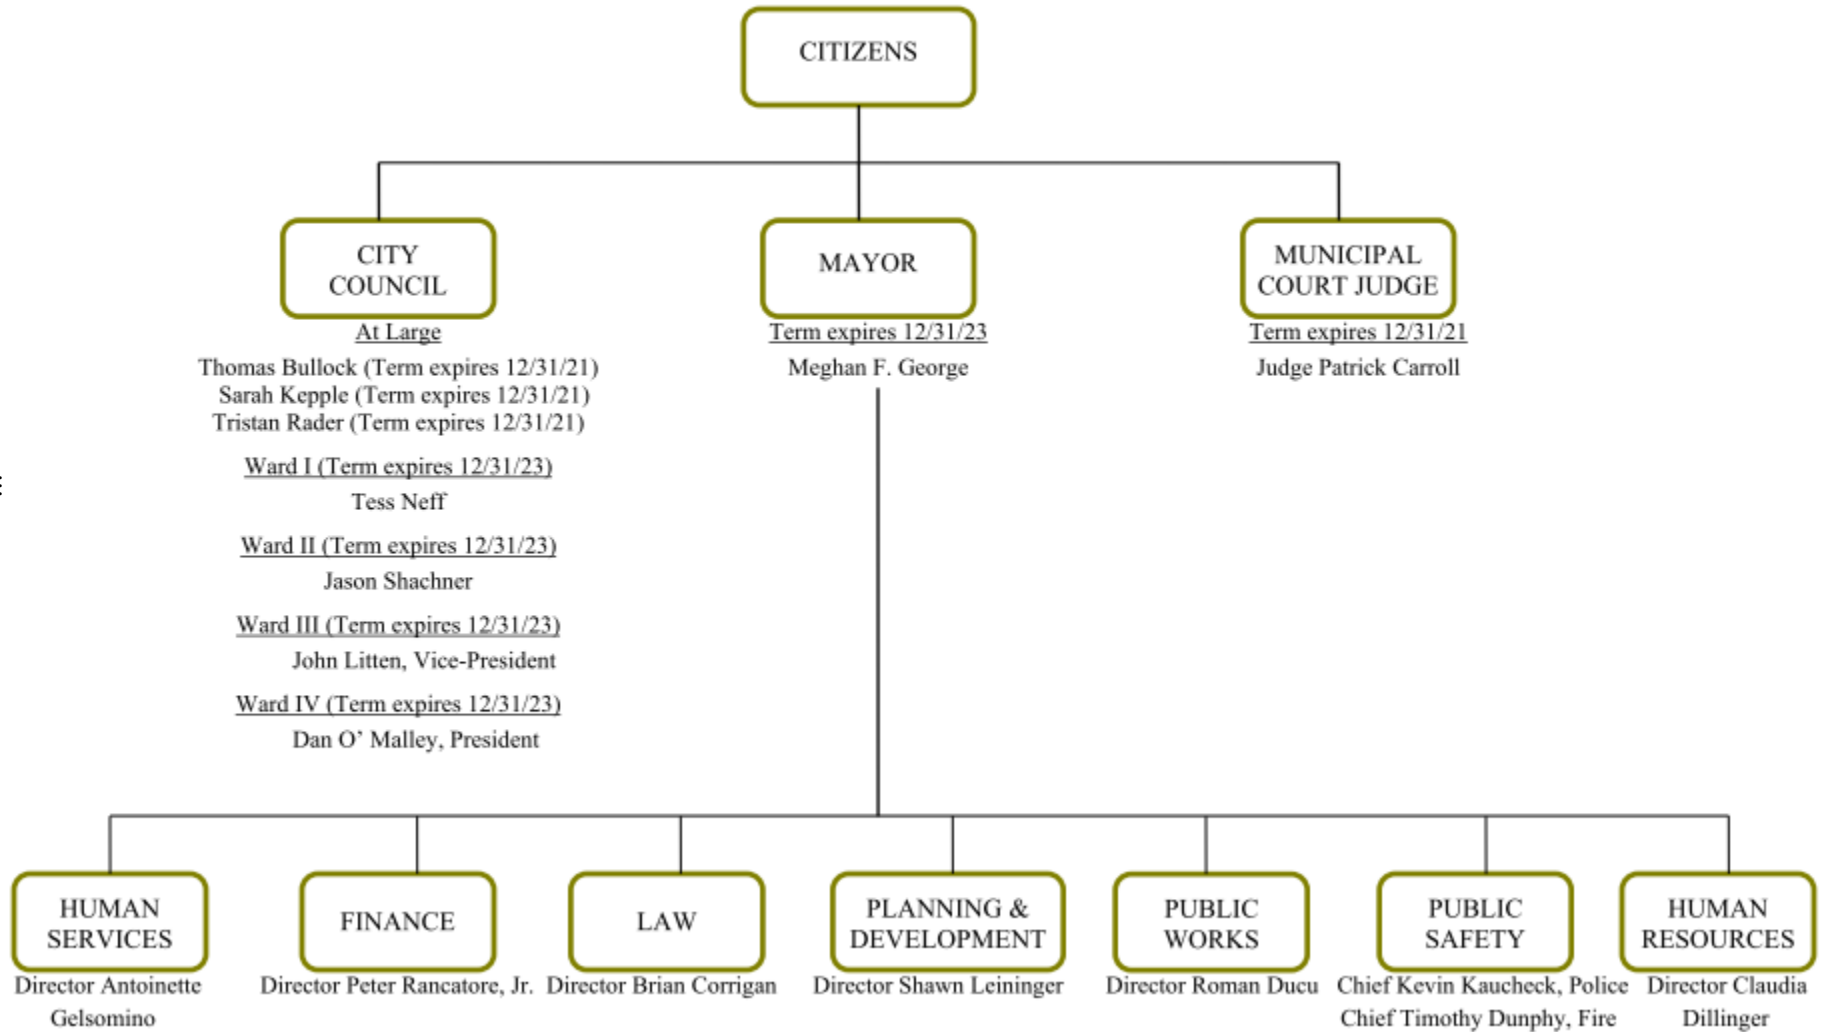 CITIZENS
CITY
COUNCIL
At Large
Thomas Bullock (Term expires 12/31/21)
Sarah Kepple (Term expires 12/31/21)
Tristan Rader (Term expires 12/31/21)
Ward I (Term expires 12/31/23)
Tess Neff
Ward II (Term expires 12/31/23)
Jason Shachner
Ward III (Term expires 12/31/23)
John Litten, Vice-President
Ward IV (Term expires 12/31/23)
Dan O’ Malley, President
MAYOR
Term expires 12/31/23
Meghan F. George
MUNICIPAL
COURT JUDGE
Term expires 12/31/21
Judge Patrick Carroll
HUMAN
SERVICES
Director Antoinette
Gelsomino
FINANCE
Director Peter Rancatore, Jr.
LAW
Director Brian Corrigan
PLANNING &
DEVELOPMENT
Director Shawn Leininger
PUBLIC
WORKS
Director Roman Ducu
PUBLIC
SAFETY
Chief Kevin Kaucheck, Police
Chief Timothy Dunphy, Fire
HUMAN
RESOURCES
Director Claudia
Dillinger